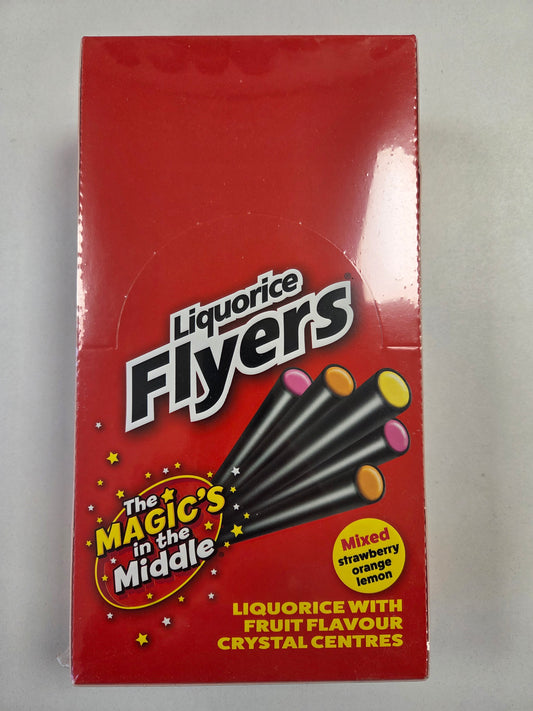 Liquorice
Flyers®
The
MAGIC'S
in the
Middle
Mixed
strawberry
orange
lemon
LIQUORICE WITH
FRUIT FLAVOUR
CRYSTAL CENTRES